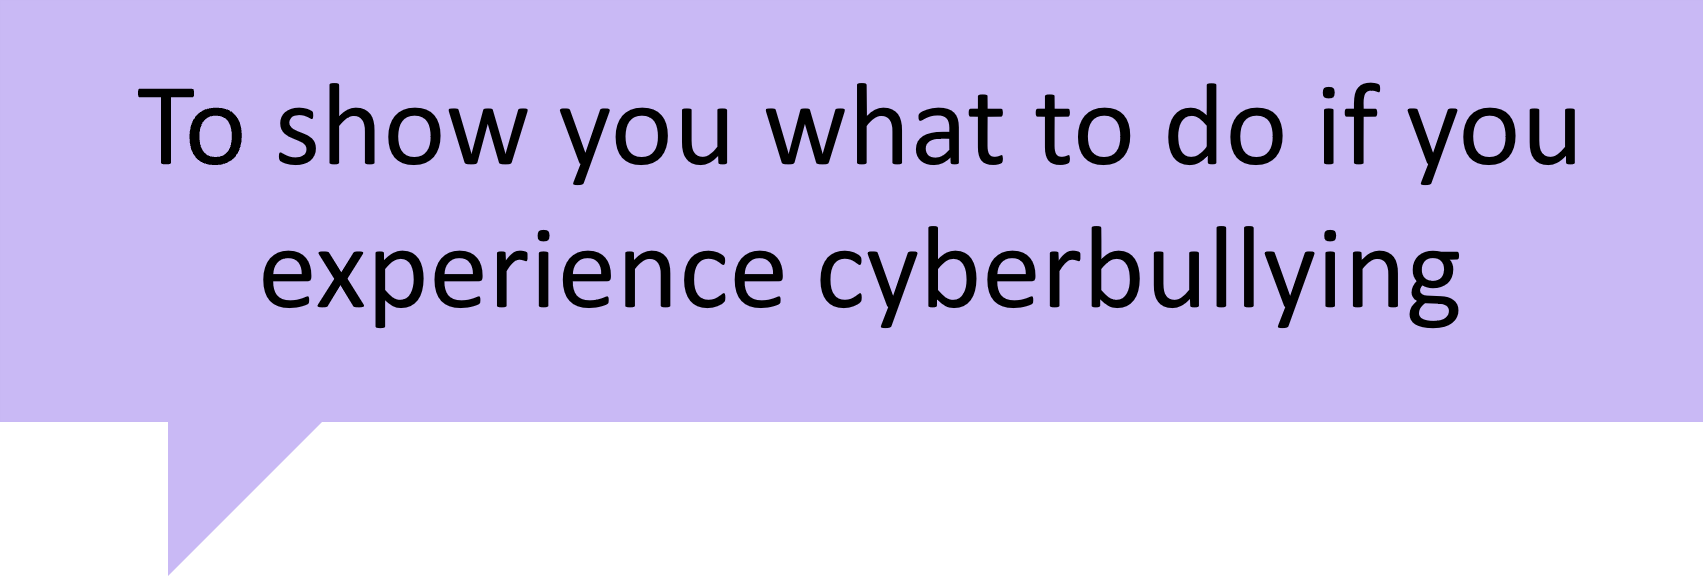 To show you what to do if you
experience cyberbullying